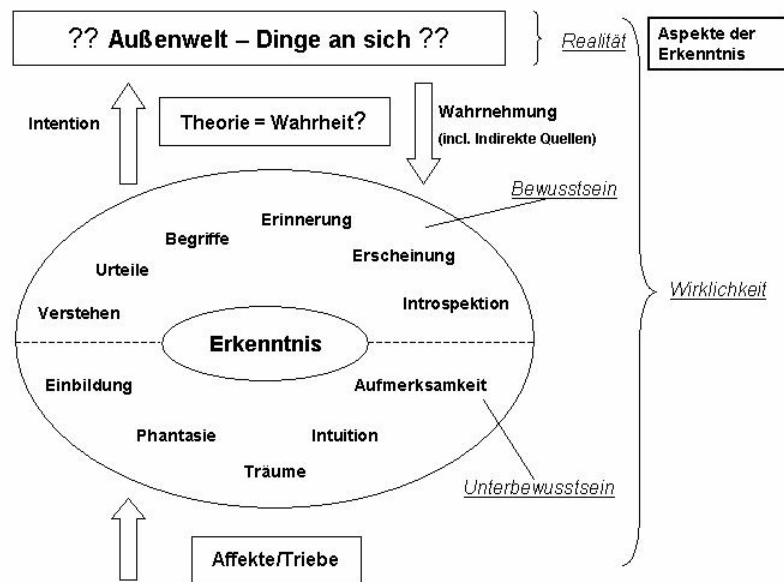 ?? Außenwelt – Dinge an sich ??
Realität
Aspekte der
Erkenntnis
Intention
Theorie = Wahrheit?
Wahrnehmung
(incl. Indirekte Quellen)
Bewusstsein
Erinnerung
Begriffe
Erscheinung
Urteile
Introspektion
Verstehen
Wirklichkeit
Erkenntnis
Einbildung
Aufmerksamkeit
Phantasie
Intuition
Träume
Unterbewusstsein
Affekte/Triebe